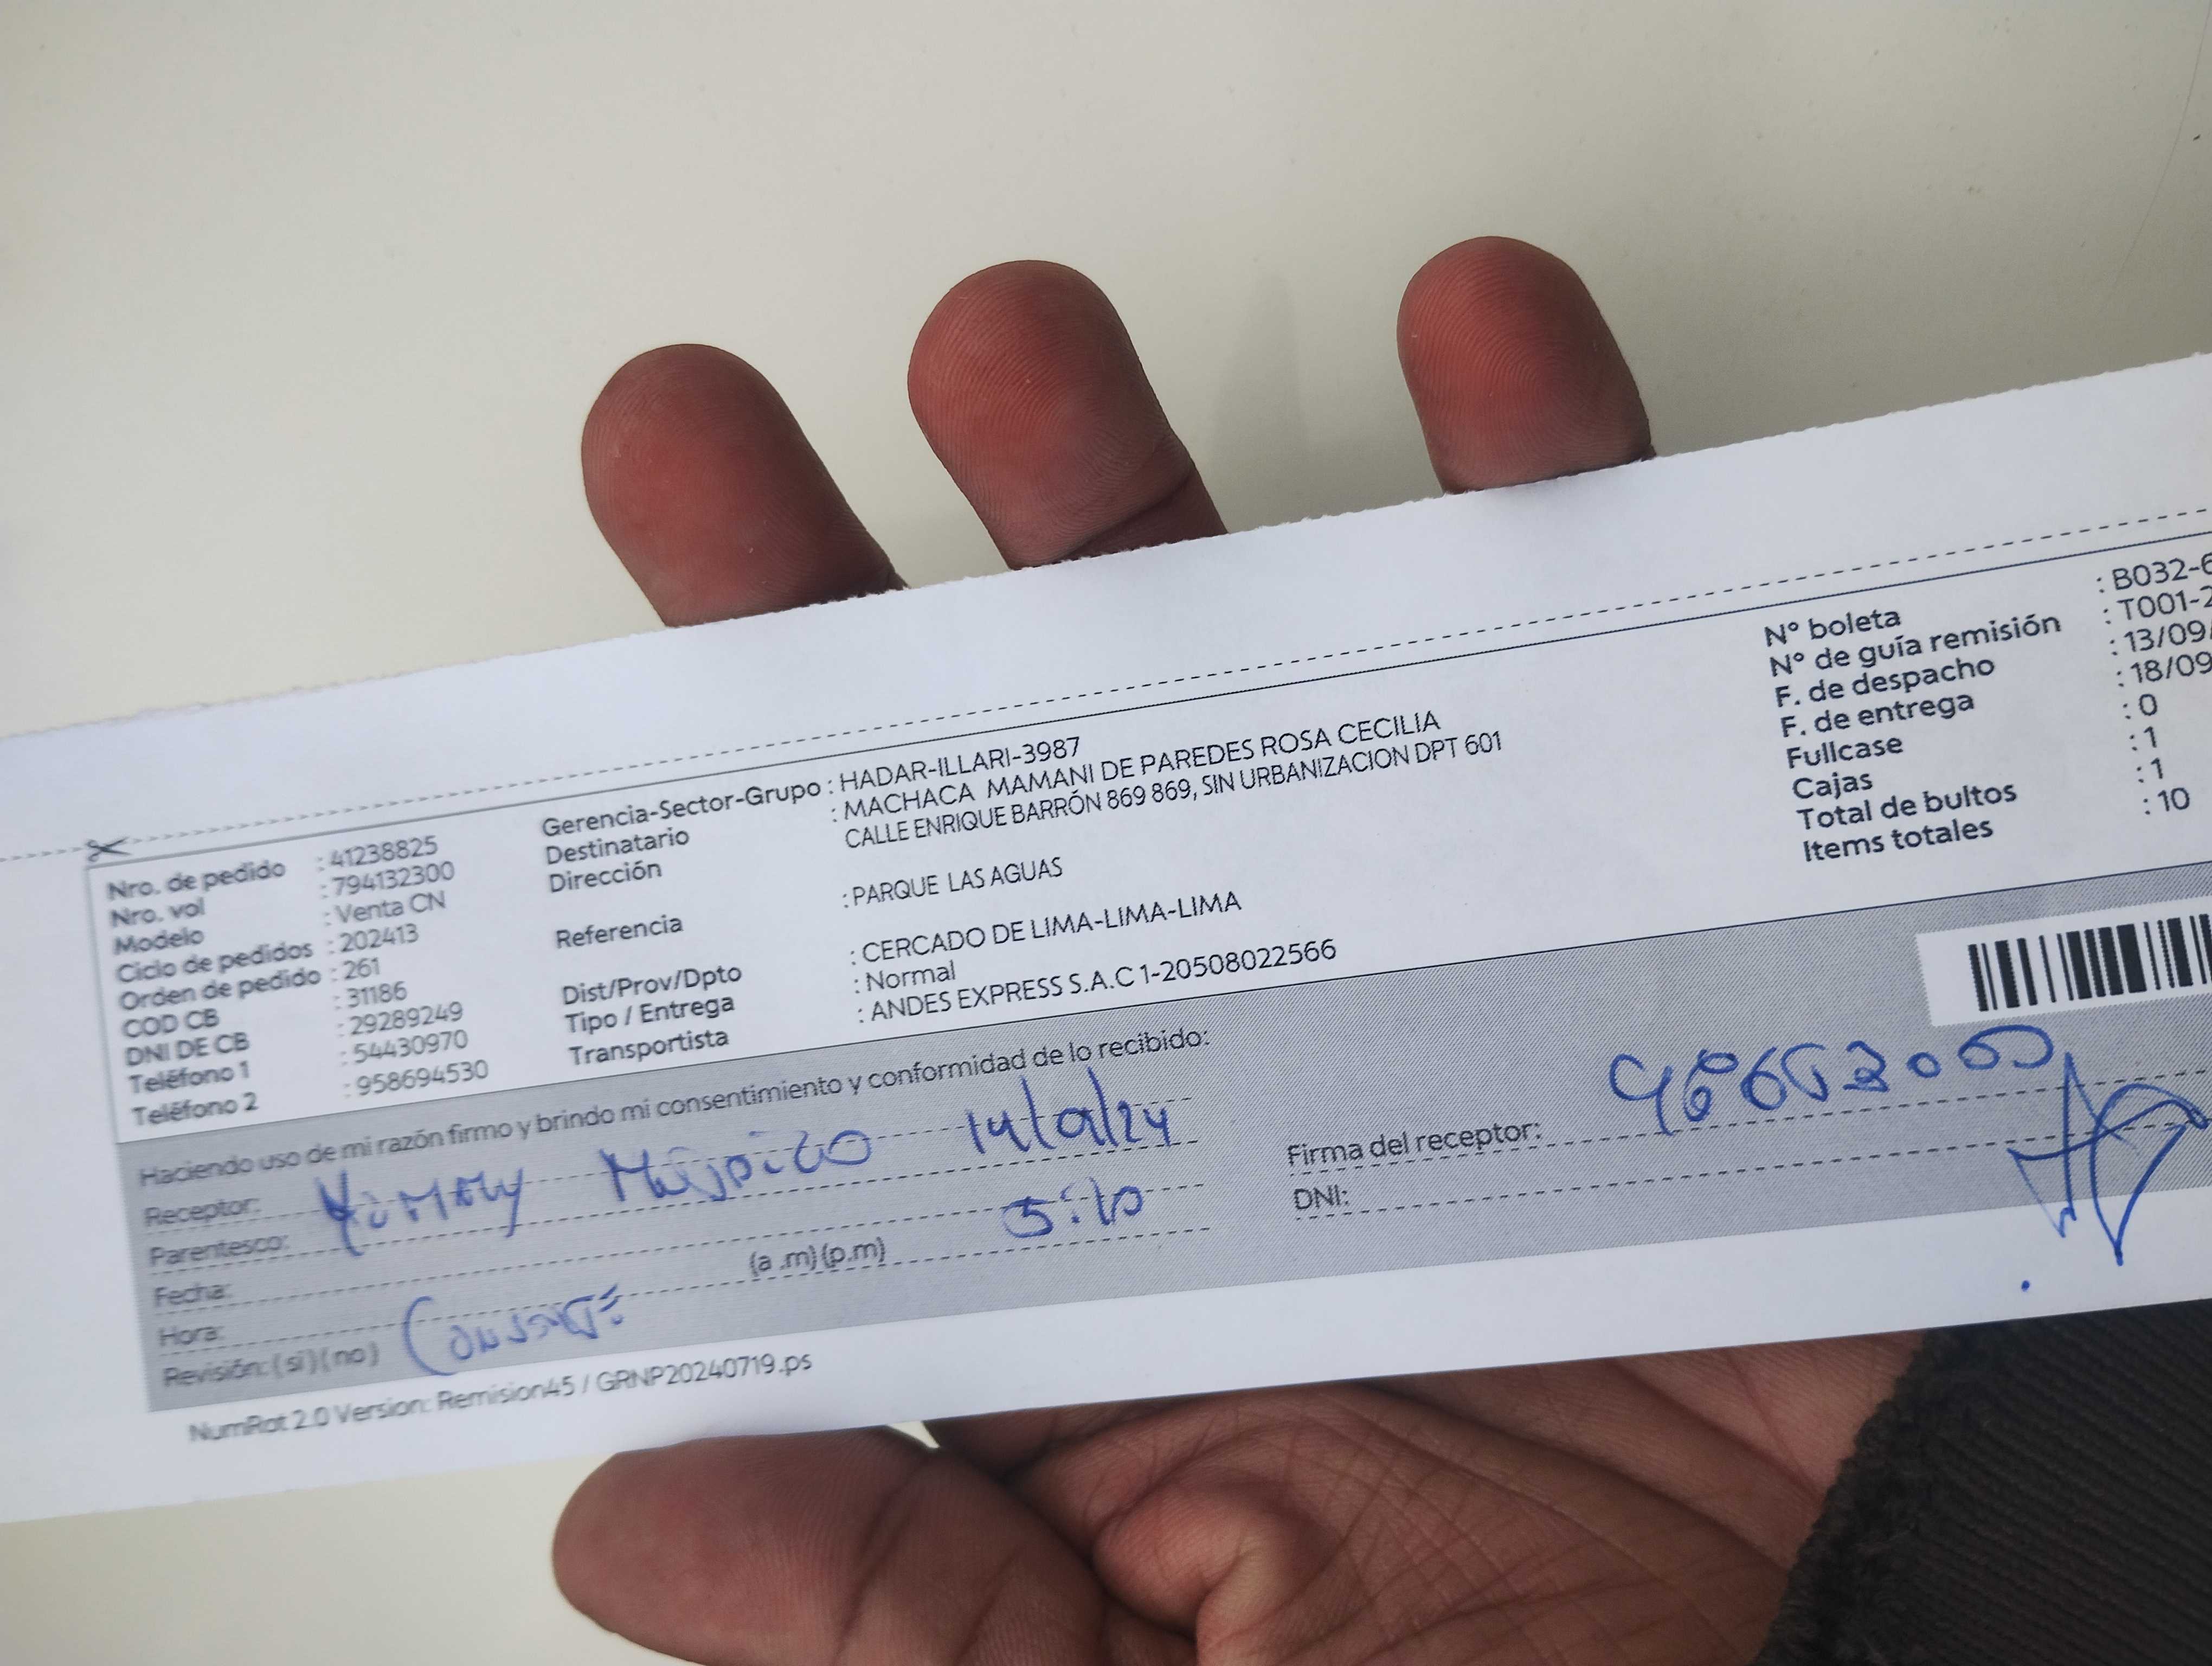 Nro. de pedido : 41238825
Nro. vol : 794132300
Modelo : Venta CN
Ciclo de pedidos : 202413
Orden de pedido : 261
COD CB : 31186
DNI DE CB : 29289249
Teléfono 1 : 54430970
Teléfono 2 : 958694530
Gerencia-Sector-Grupo : HADAR-ILLARI-3987
Destinatario : MACHACA MAMANI DE PAREDES ROSA CECILIA
Dirección CALLE ENRIQUE BARRÓN 869 869, SIN URBANIZACION DPT 601
Referencia : PARQUE LAS AGUAS
Dist/Prov/Dpto : CERCADO DE LIMA-LIMA-LIMA
Tipo / Entrega : Normal
Transportista : ANDES EXPRESS S.A.C 1-20508022566
N° boleta : B032-6
N° de guía remisión : T001-2
F. de despacho : 13/09/
F. de entrega : 18/09
Fullcase : 0
Cajas : 1
Total de bultos : 1
Items totales : 10
Haciendo uso de mi razón firmo y brindo mi consentimiento y conformidad de lo recibido:
Receptor:
Parentesco:
Fecha: 14/09/24
Hora: (a .m) (p.m) 5:10
Revisión: (si) (no)
Firma del receptor:
DNI:
NumRot 2.0 Version: Remision45 / GRNP20240719.ps